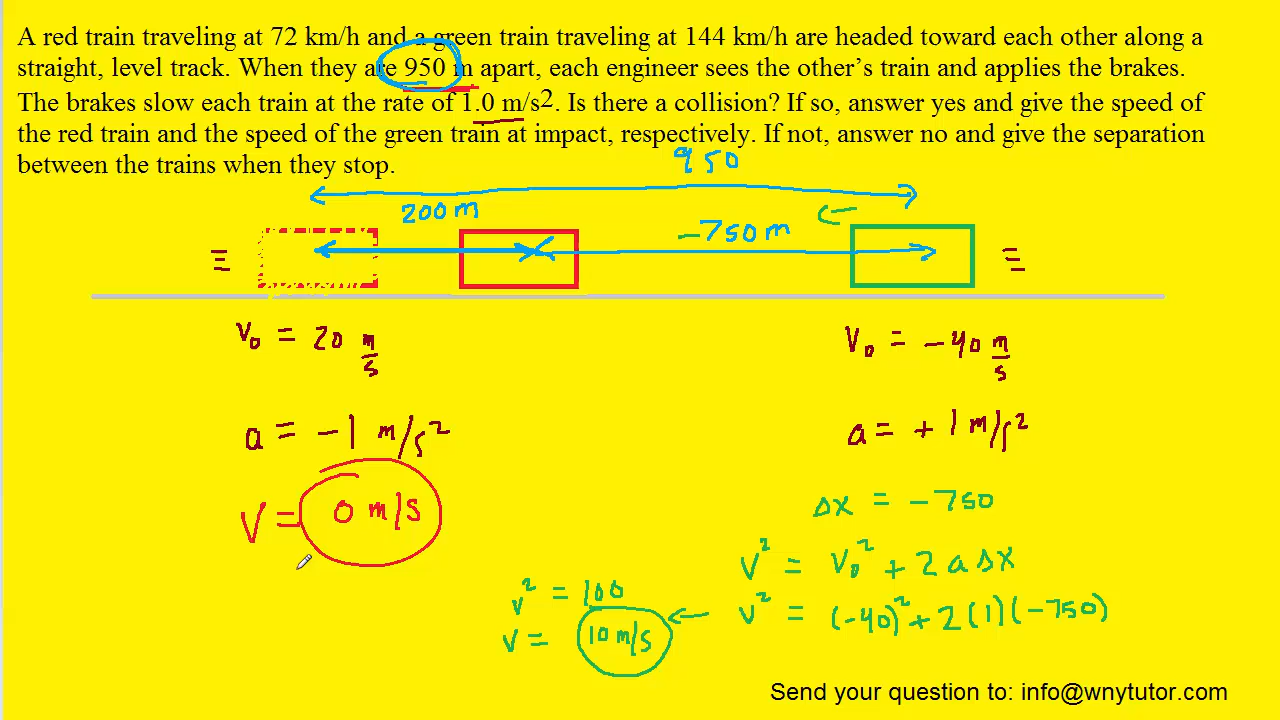 A red train traveling at 72 km/h and a green train traveling at 144 km/h are headed toward each other along a
straight, level track. When they are 950 m apart, each engineer sees the other’s train and applies the brakes.
The brakes slow each train at the rate of 1.0 m/s2. Is there a collision? If so, answer yes and give the speed of
the red train and the speed of the green train at impact, respectively. If not, answer no and give the separation
between the trains when they stop.
950
200 m
-750 m
V₀ = 20 m/s
V₀ = -40 m/s
a = -1 m/s²
a = +1 m/s²
V = 0 m/s
Δx = -750
V² = V₀² + 2aΔx
V² = (-40)² + 2(1)(-750)
V² = 100
V = 10 m/s
Send your question to: info@wnytutor.com